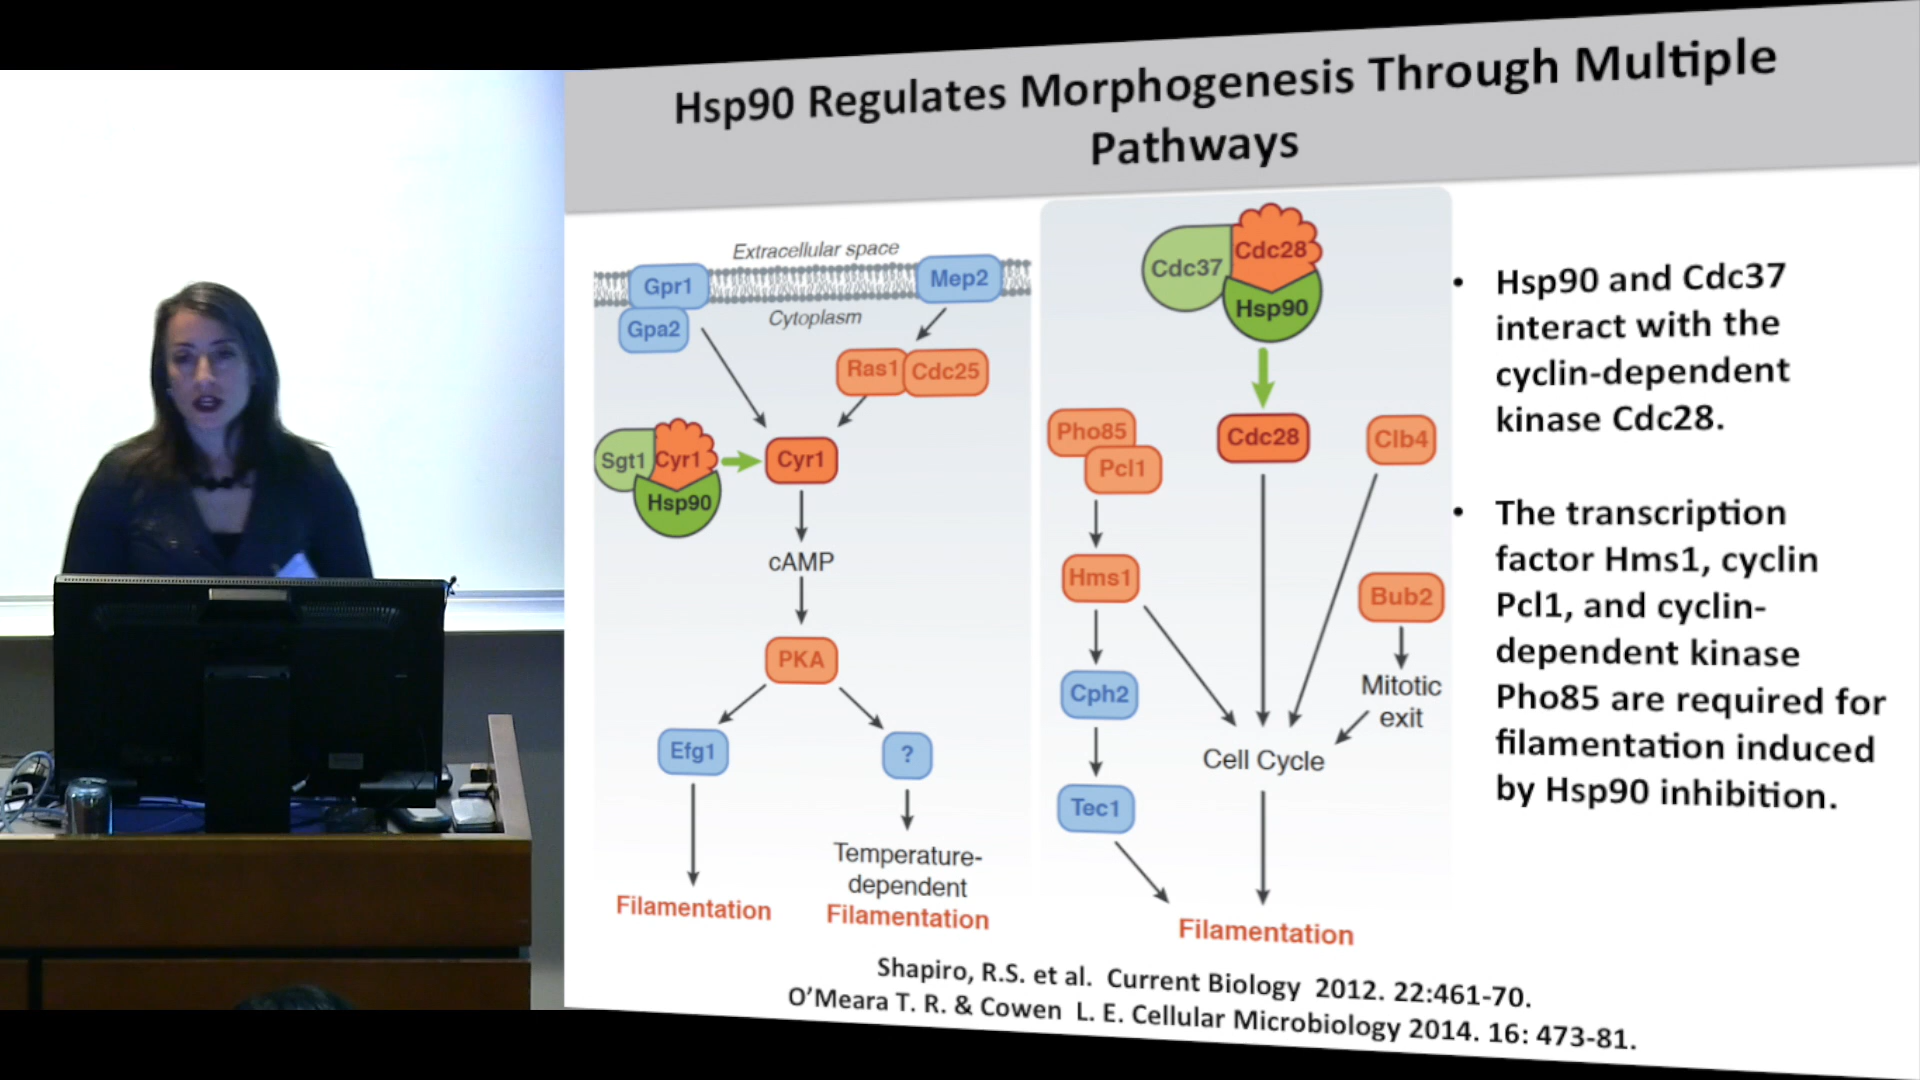 Hsp90 Regulates Morphogenesis Through Multiple
Pathways
Extracellular space
Gpr1
Mep2
Gpa2
Cytoplasm
Ras1
Cdc25
Sgt1
Cyr1
Hsp90
Cyr1
cAMP
PKA
Efg1
?
Temperature-
dependent
Filamentation
Filamentation
Cdc37
Cdc28
Hsp90
Pho85
Pcl1
Cdc28
Clb4
Hms1
Bub2
Cph2
Mitotic
exit
Cell Cycle
Tec1
Filamentation
• Hsp90 and Cdc37
interact with the
cyclin-dependent
kinase Cdc28.
• The transcription
factor Hms1, cyclin
Pcl1, and cyclin-
dependent kinase
Pho85 are required for
filamentation induced
by Hsp90 inhibition.
Shapiro, R.S. et al. Current Biology 2012. 22:461-70.
O'Meara T. R. & Cowen L. E. Cellular Microbiology 2014. 16: 473-81.